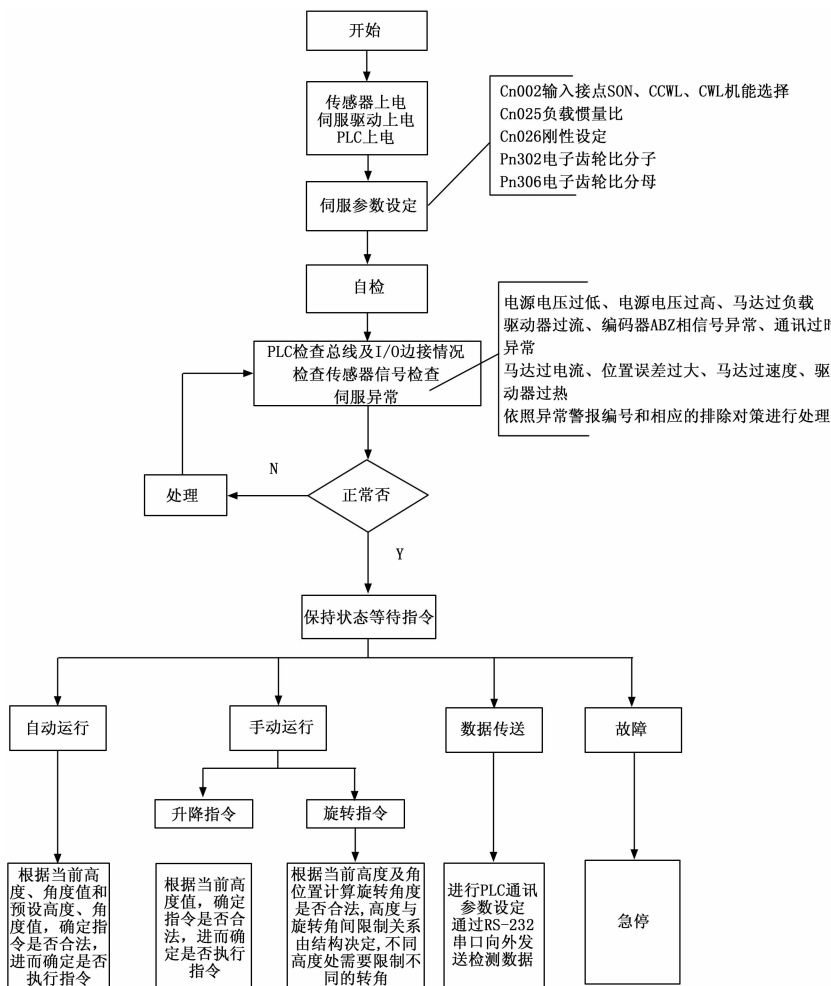 开始
传感器上电
伺服驱动上电
PLC上电
Cn002输入接点SON、CCWL、CWL机能选择
Cn025负载惯量比
Cn026刚性设定
Pn302电子齿轮比分子
Pn306电子齿轮比分母
伺服参数设定
自检
电源电压过低、电源电压过高、马达过负载
驱动器过流、编码器ABZ相信号异常、通讯过时
异常
马达过电流、位置误差过大、马达过速度、驱
动器过热
依照异常警报编号和相应的排除对策进行处理
PLC检查总线及I/O边接情况
检查传感器信号检查
伺服异常
N
处理
正常否
Y
保持状态等待指令
自动运行
手动运行
数据传送
故障
升降指令
旋转指令
根据当前高
度、角度值和
预设高度、角
度值，确定指
令是否合法，
进而确定是否
执行指令
根据当前高
度值，确定
指令是否合
法，进而确
定是否执行
指令
根据当前高度及角
位置计算旋转角度
是否合法,高度与
旋转角间限制关系
由结构决定,不同
高度处需要限制不
同的转角
进行PLC通讯
参数设定
通过RS-232
串口向外发
送检测数据
急停